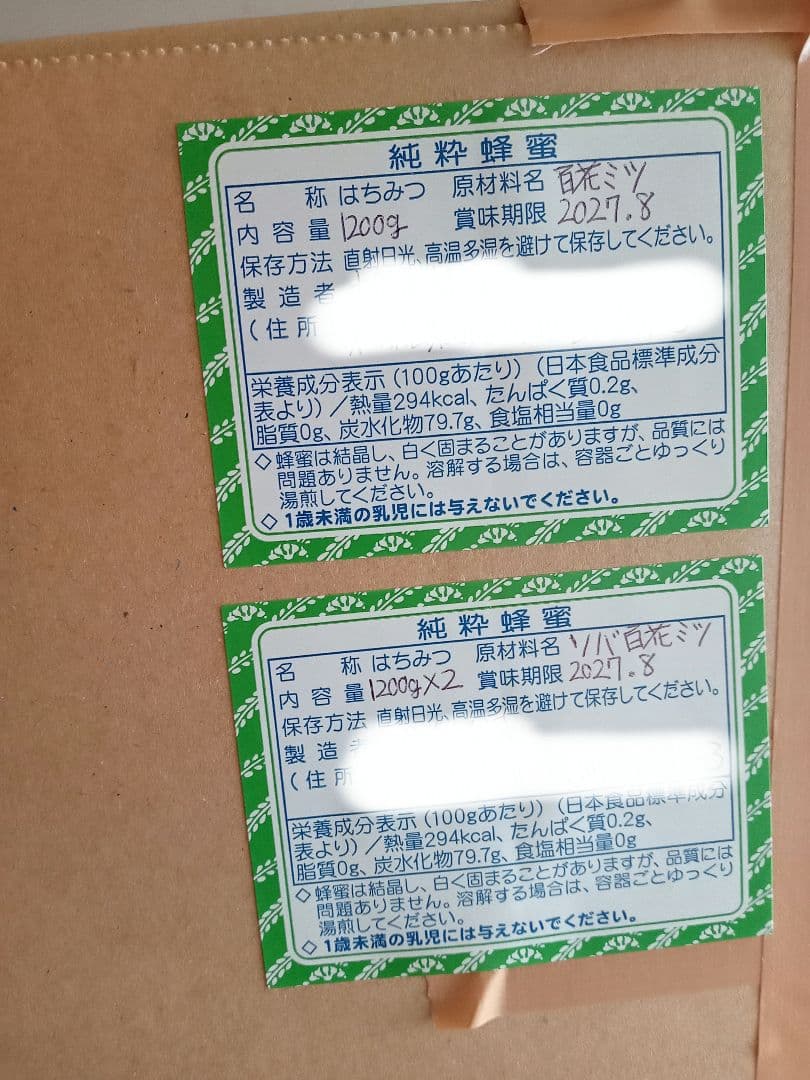 純粋蜂蜜
名称 はちみつ 原材料名 百花ミツ
内容量 1200g 賞味期限 2027.8
保存方法 直射日光、高温多湿を避けて保存してください。
製造者
(住所
栄養成分表示(100gあたり)(日本食品標準成分
表より)/熱量294kcal、たんぱく質0.2g、
脂質0g、炭水化物79.7g、食塩相当量0g
◇蜂蜜は結晶し、白く固まることがありますが、品質には
問題ありません。溶解する場合は、容器ごとゆっくり
湯煎してください。
◇1歳未満の乳児には与えないでください。
純粋蜂蜜
名称 はちみつ 原材料名 ソバ百花ミツ
内容量 1200g×2 賞味期限 2027.8
保存方法 直射日光、高温多湿を避けて保存してください。
製造者
(住所
栄養成分表示(100gあたり)(日本食品標準成分
表より)/熱量294kcal、たんぱく質0.2g、
脂質0g、炭水化物79.7g、食塩相当量0g
◇蜂蜜は結晶し、白く固まることがありますが、品質には
問題ありません。溶解する場合は、容器ごとゆっくり
湯煎してください。
◇1歳未満の乳児には与えないでください。